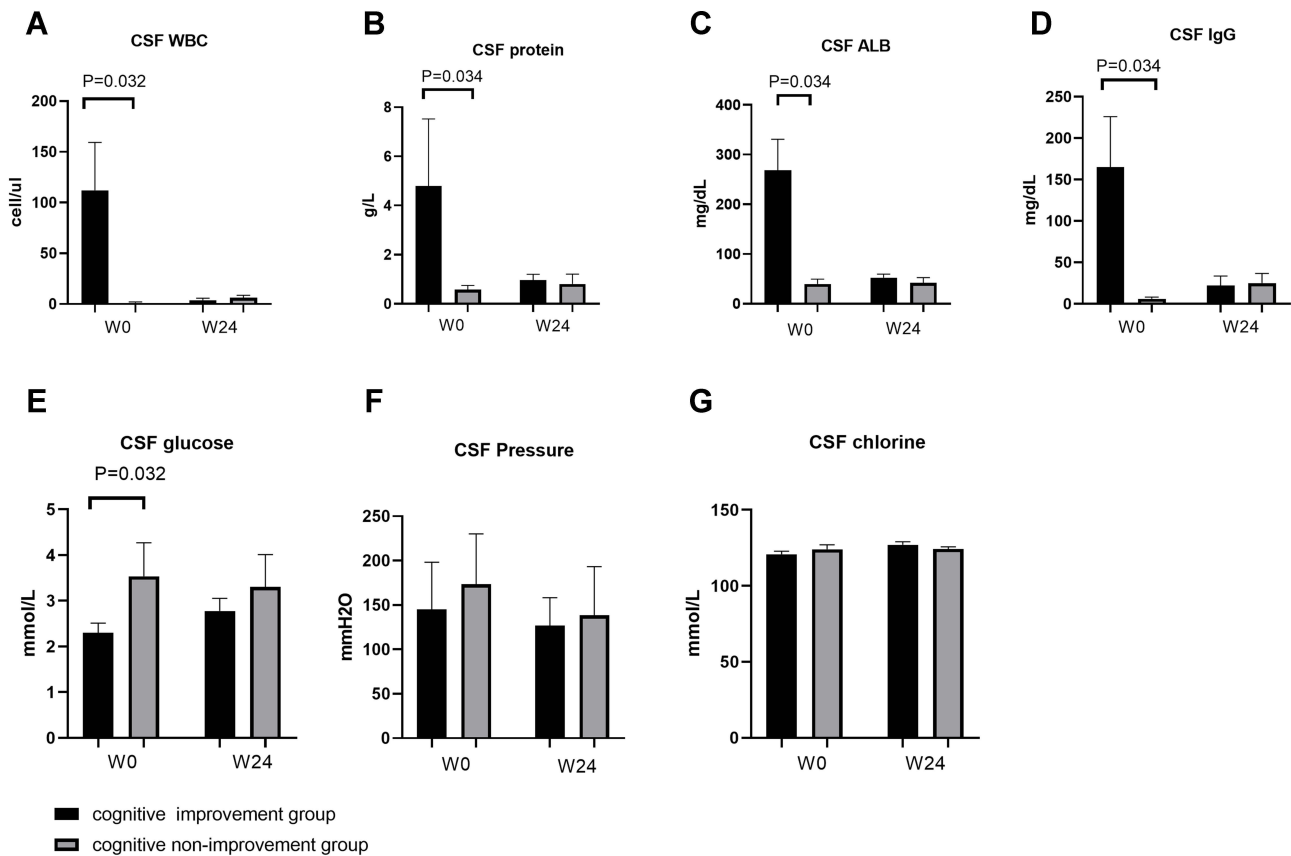 A
CSF WBC
P=0.032
cell/ul
200
150
100
50
0
W0 W24
B
CSF protein
P=0.034
g/L
8
6
4
2
0
W0 W24
C
CSF ALB
P=0.034
mg/dL
400
300
200
100
0
W0 W24
D
CSF IgG
P=0.034
mg/dL
250
200
150
100
50
0
W0 W24
E
CSF glucose
P=0.032
mmol/L
5
4
3
2
1
0
W0 W24
F
CSF Pressure
mmH2O
250
200
150
100
50
0
W0 W24
G
CSF chlorine
mmol/L
150
100
50
0
W0 W24
cognitive improvement group
cognitive non-improvement group